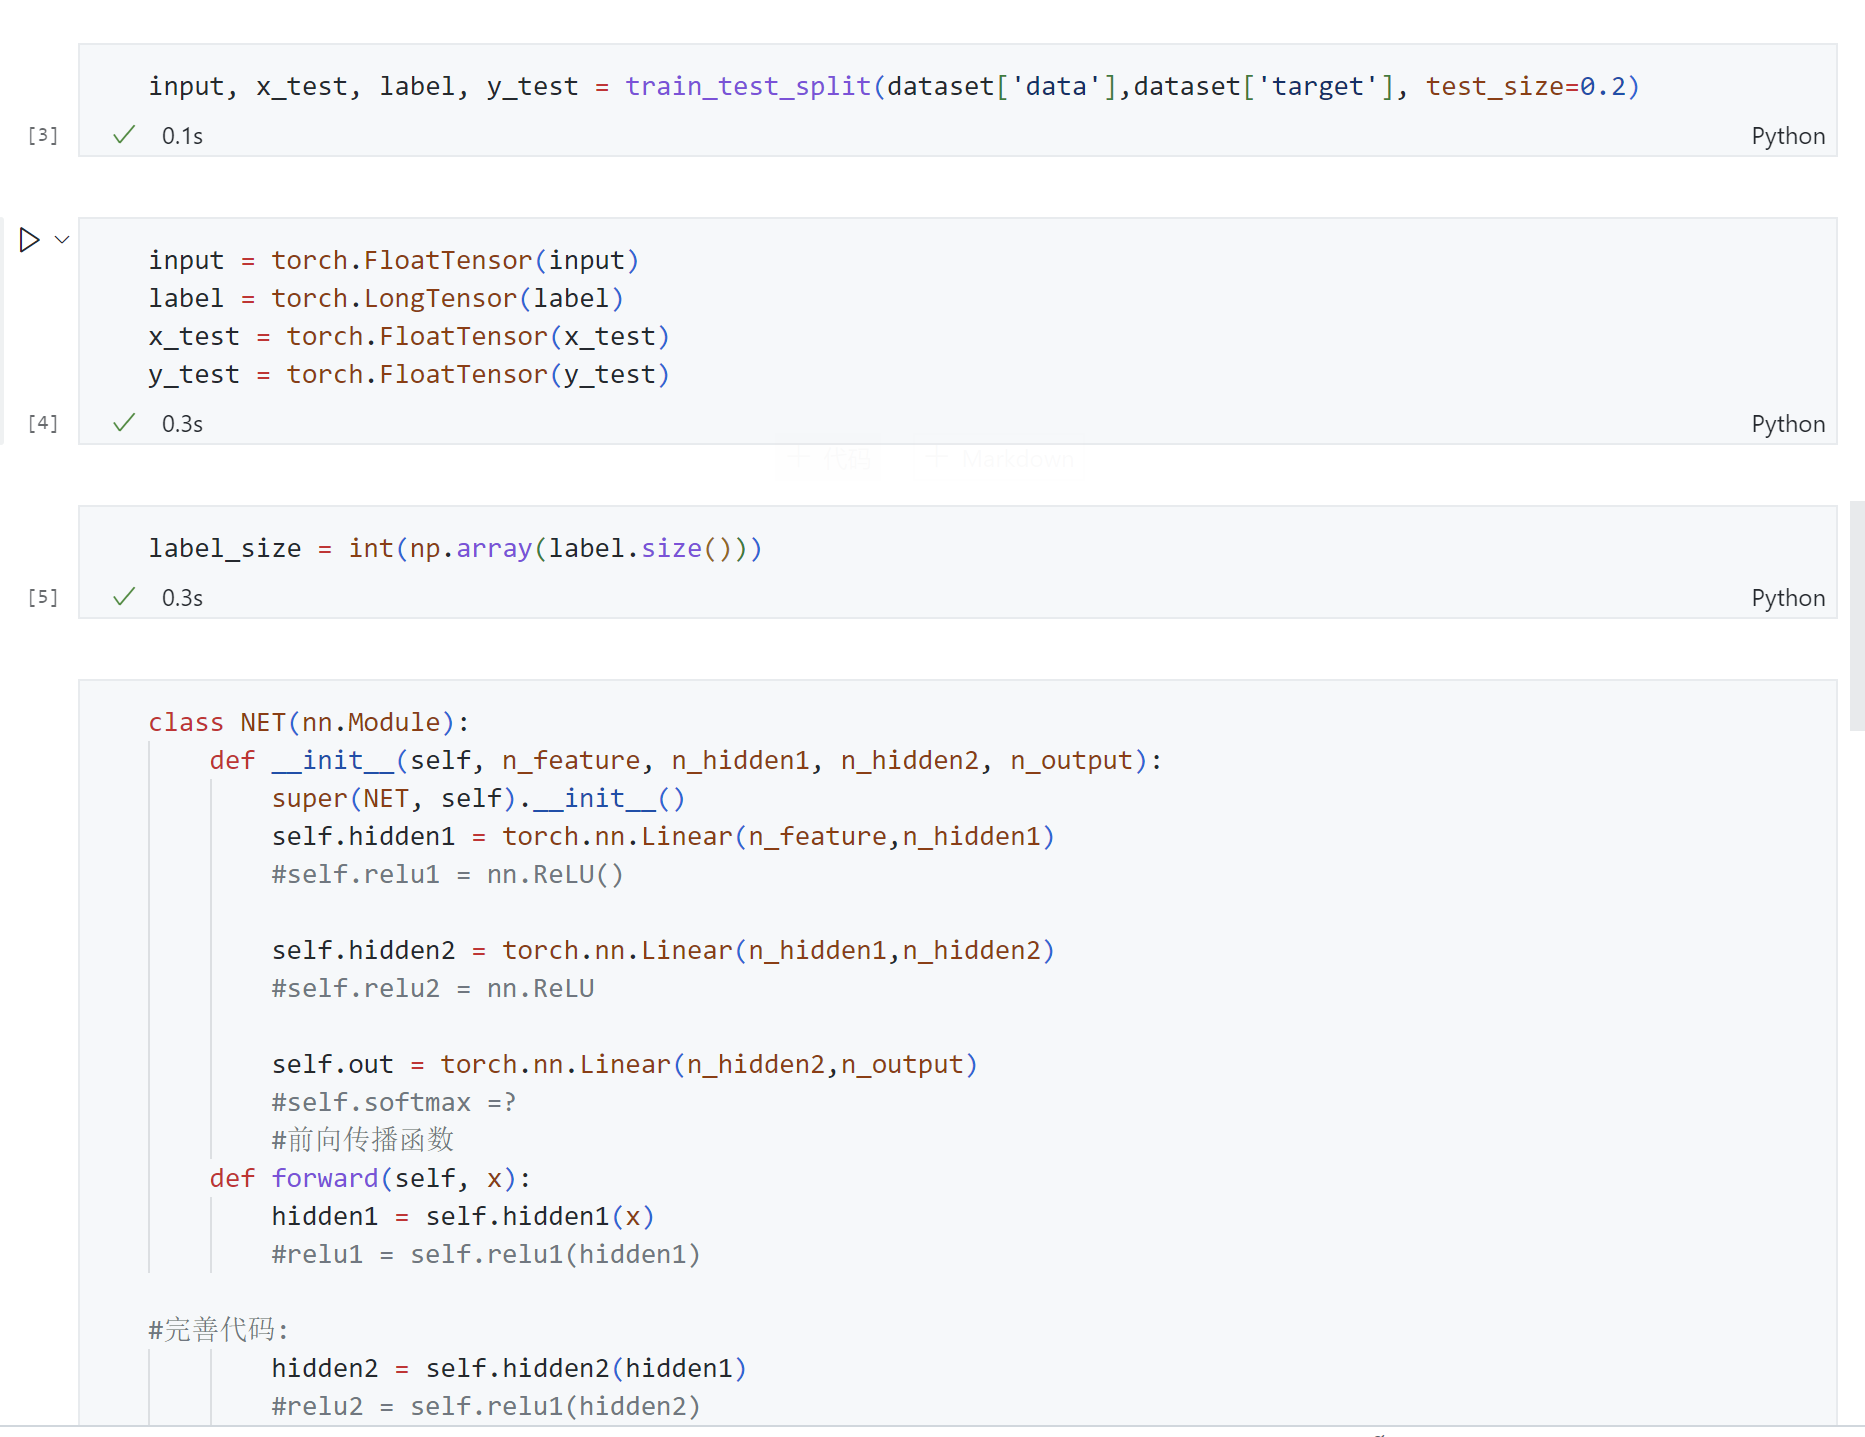 input, x_test, label, y_test = train_test_split(dataset['data'],dataset['target'], test_size=0.2)
[3]
0.1s
Python
input = torch.FloatTensor(input)
label = torch.LongTensor(label)
x_test = torch.FloatTensor(x_test)
y_test = torch.FloatTensor(y_test)
[4]
0.3s
Python
+ 代码
+ Markdown
label_size = int(np.array(label.size()))
[5]
0.3s
Python
class NET(nn.Module):
    def __init__(self, n_feature, n_hidden1, n_hidden2, n_output):
        super(NET, self).__init__()
        self.hidden1 = torch.nn.Linear(n_feature,n_hidden1)
        #self.relu1 = nn.ReLU()
        self.hidden2 = torch.nn.Linear(n_hidden1,n_hidden2)
        #self.relu2 = nn.ReLU
        self.out = torch.nn.Linear(n_hidden2,n_output)
        #self.softmax =?
        #前向传播函数
    def forward(self, x):
        hidden1 = self.hidden1(x)
        #relu1 = self.relu1(hidden1)
#完善代码:
        hidden2 = self.hidden2(hidden1)
        #relu2 = self.relu1(hidden2)